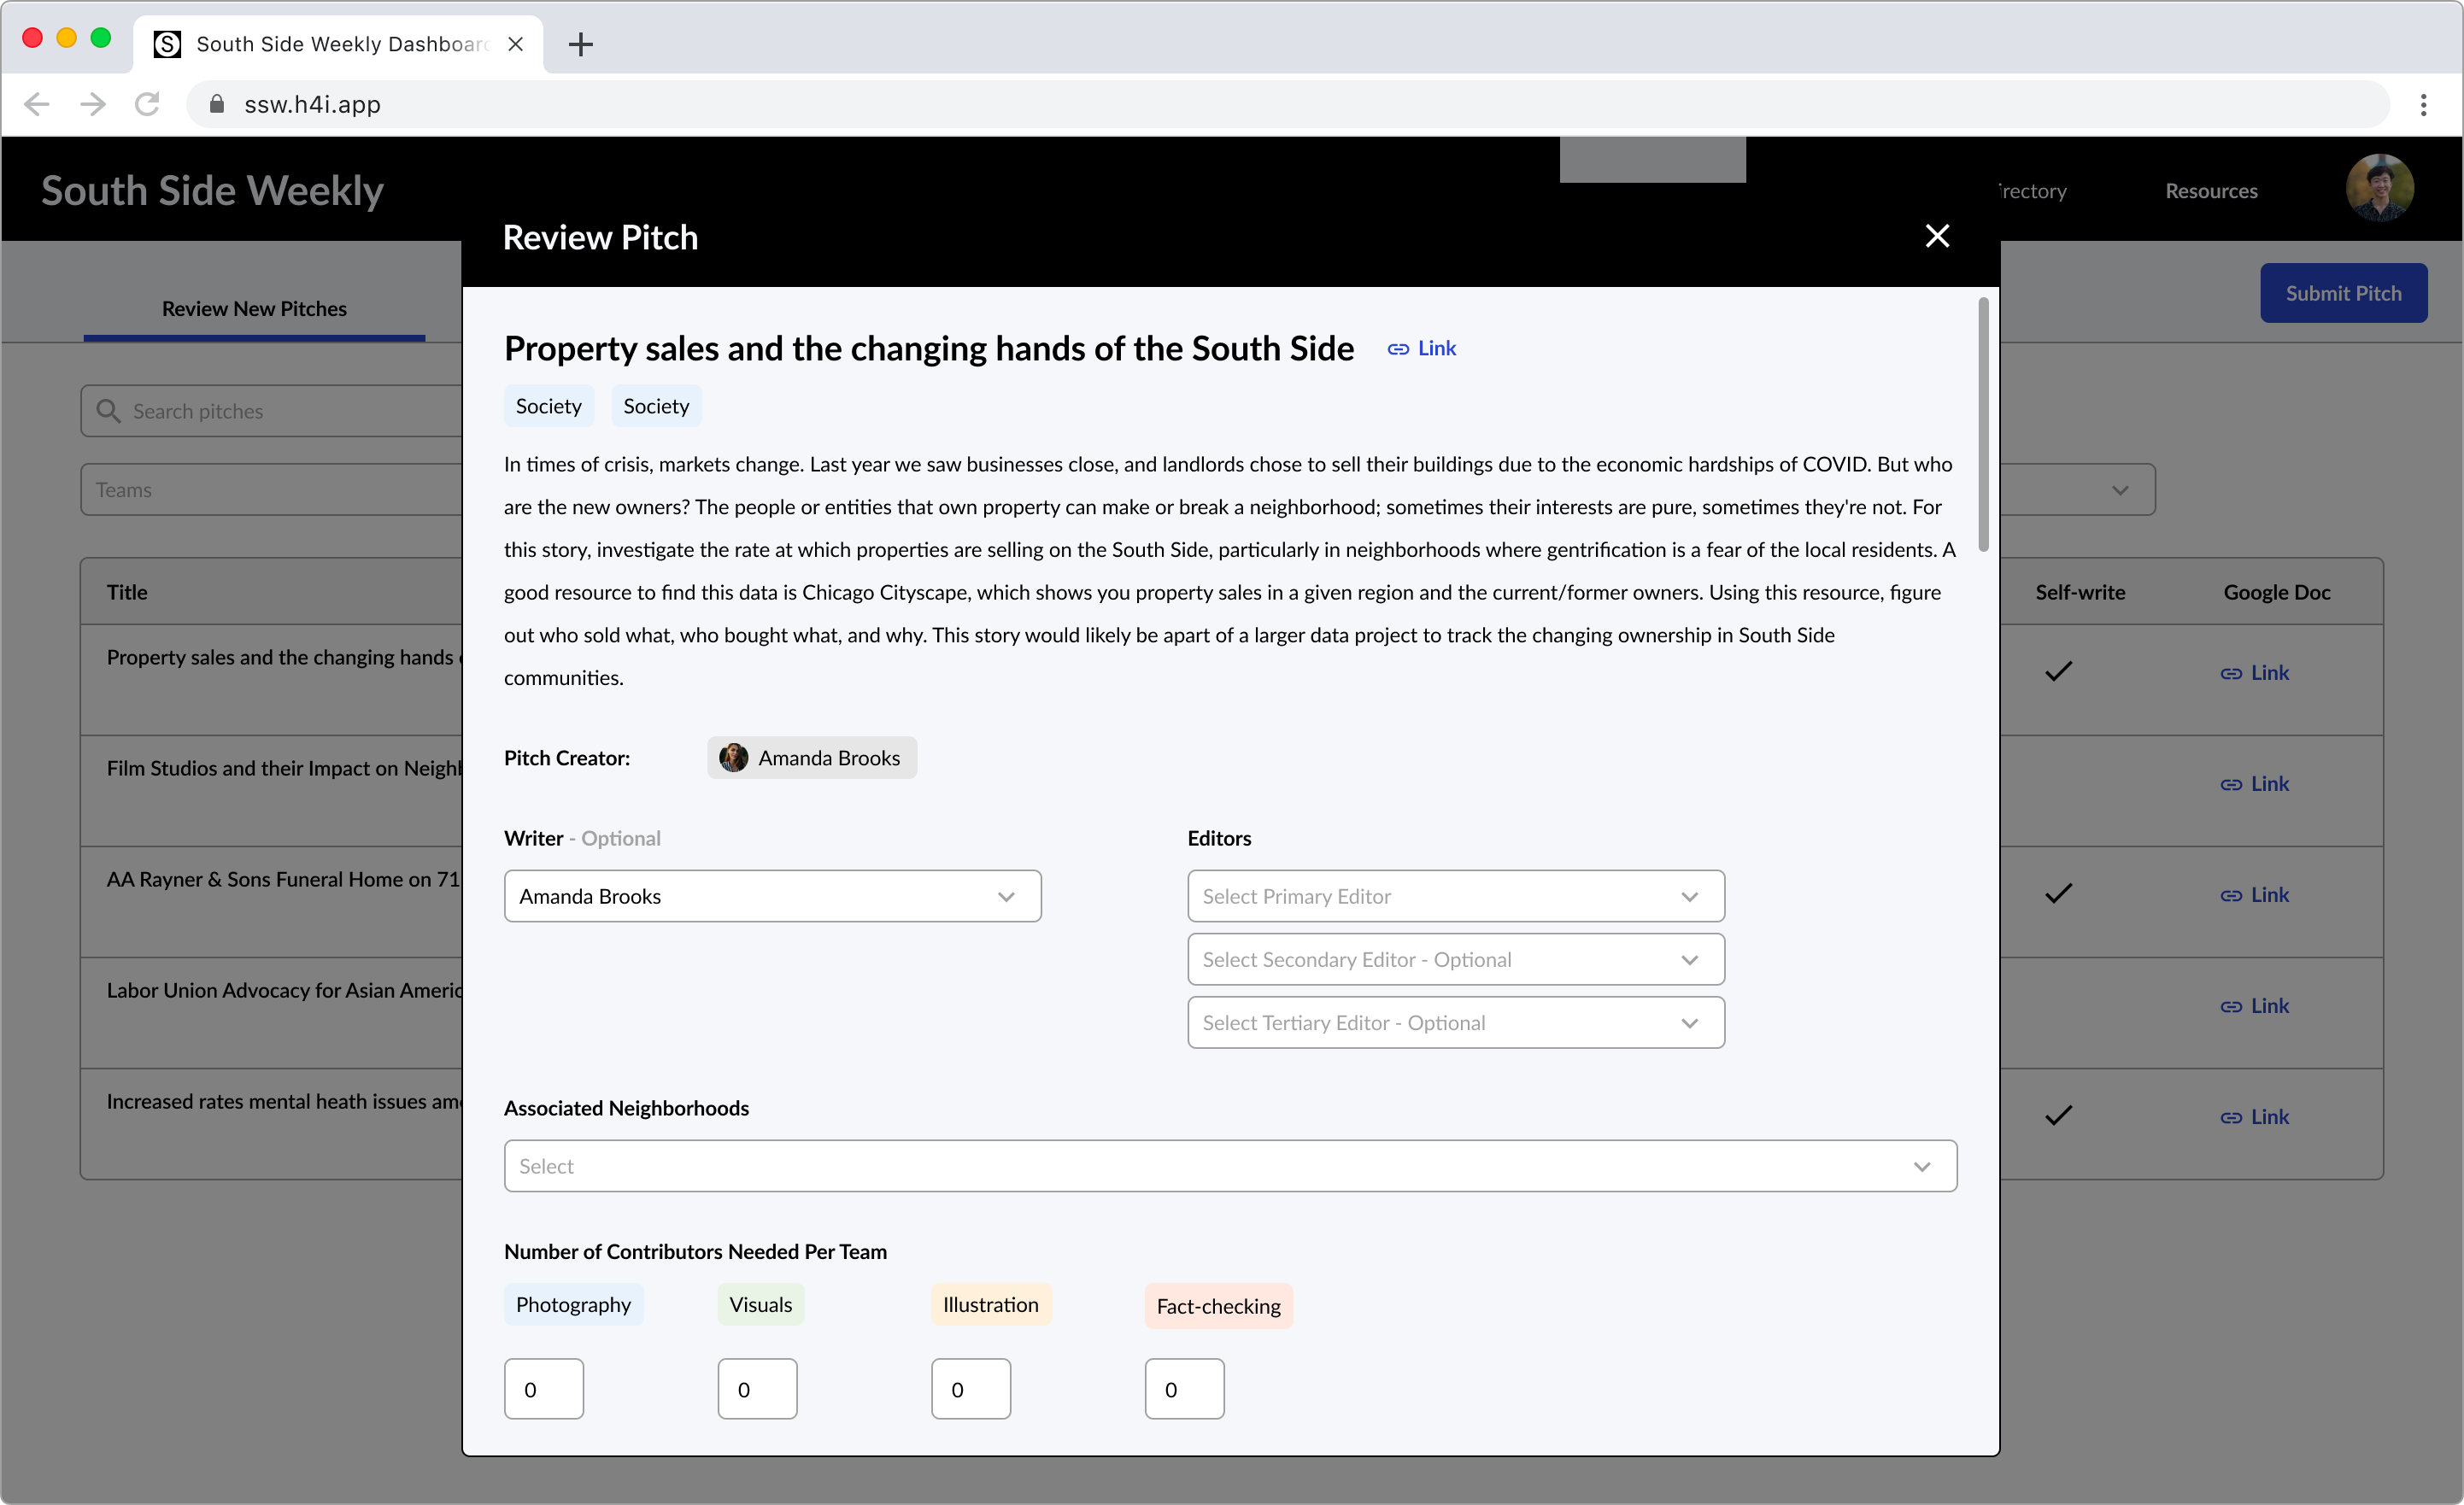 South Side Weekly Dashboard
ssw.h4i.app
South Side Weekly
irectory
Resources
Review Pitch
Review New Pitches
Submit Pitch
Property sales and the changing hands of the South Side
Link
Society
Society
Search pitches
Teams
In times of crisis, markets change. Last year we saw businesses close, and landlords chose to sell their buildings due to the economic hardships of COVID. But who
are the new owners? The people or entities that own property can make or break a neighborhood; sometimes their interests are pure, sometimes they're not. For
this story, investigate the rate at which properties are selling on the South Side, particularly in neighborhoods where gentrification is a fear of the local residents. A
good resource to find this data is Chicago Cityscape, which shows you property sales in a given region and the current/former owners. Using this resource, figure
out who sold what, who bought what, and why. This story would likely be apart of a larger data project to track the changing ownership in South Side
communities.
Title
Self-write
Google Doc
Property sales and the changing hands
Link
Film Studios and their Impact on Neighb
Link
AA Rayner & Sons Funeral Home on 71
Link
Labor Union Advocacy for Asian Americ
Link
Increased rates mental heath issues am
Link
Pitch Creator:
Amanda Brooks
Writer - Optional
Amanda Brooks
Editors
Select Primary Editor
Select Secondary Editor - Optional
Select Tertiary Editor - Optional
Associated Neighborhoods
Select
Number of Contributors Needed Per Team
Photography
Visuals
Illustration
Fact-checking
0
0
0
0